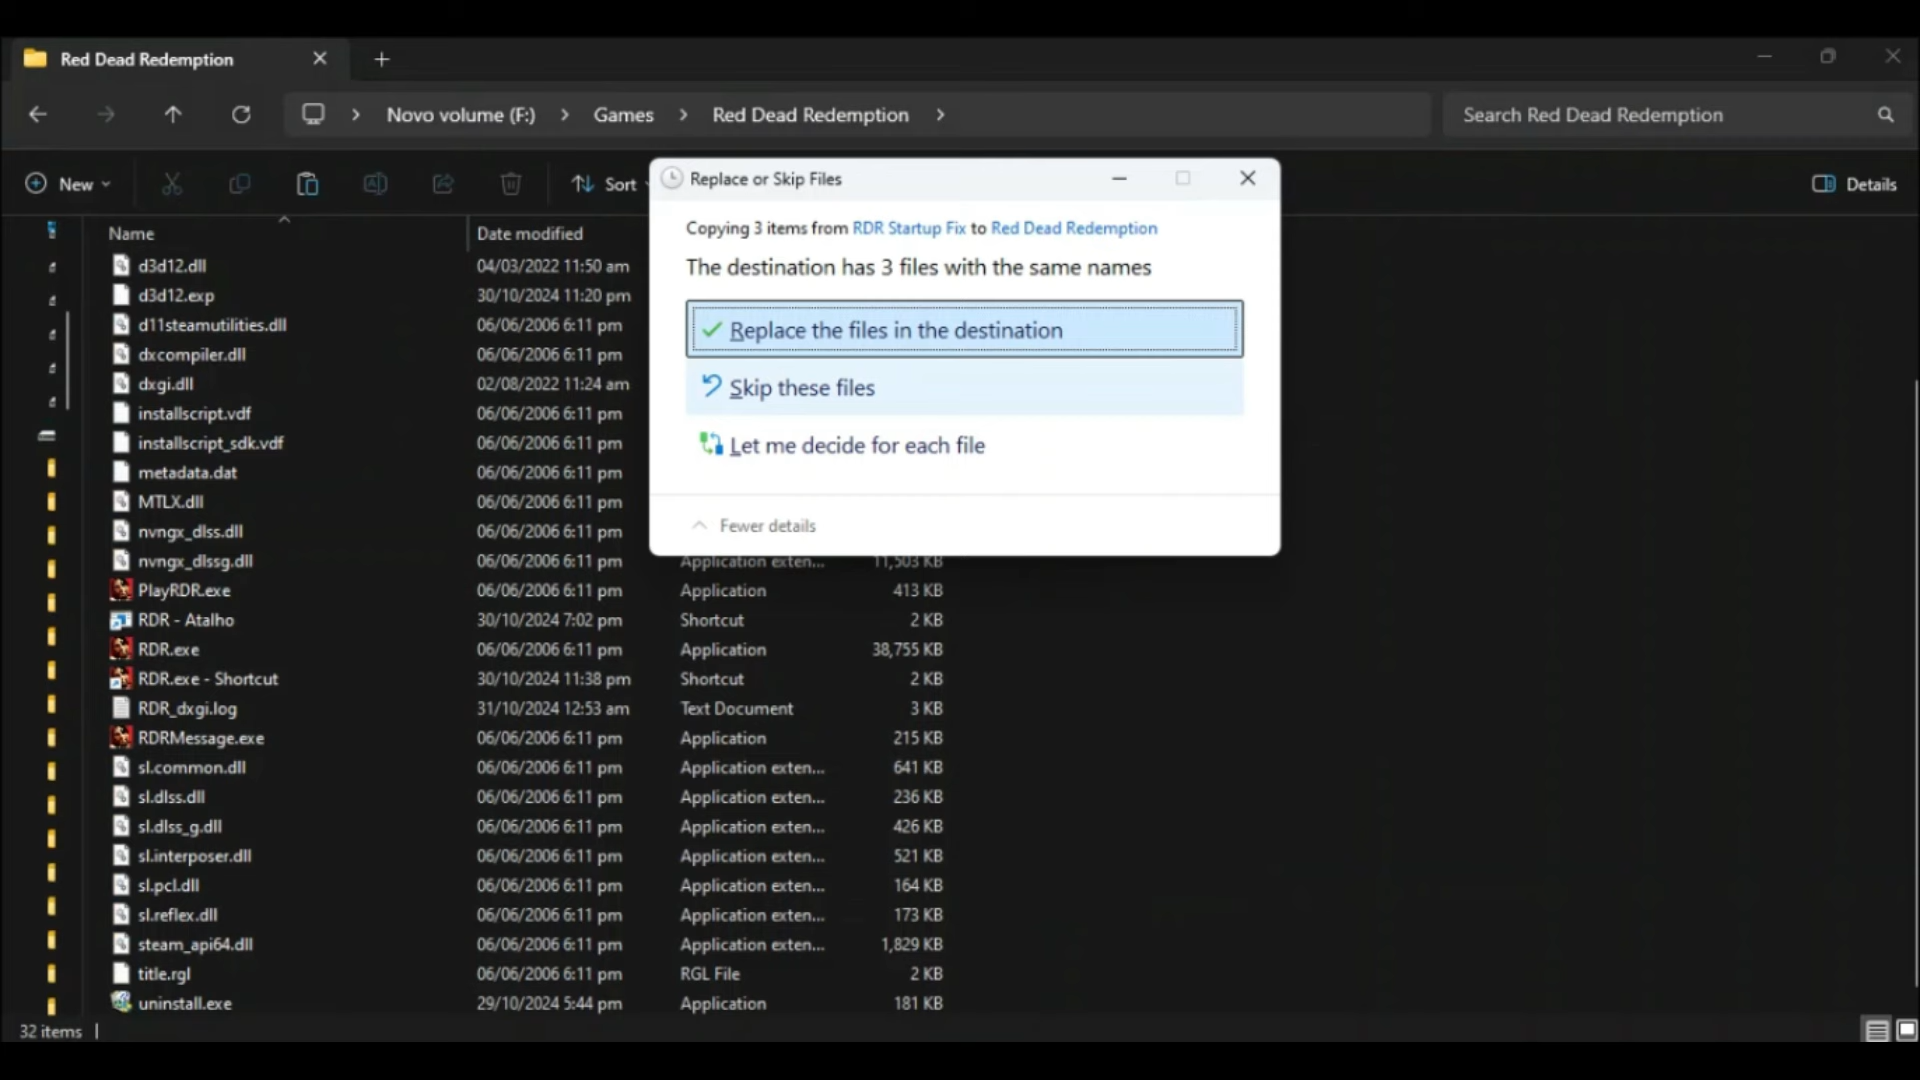 Red Dead Redemption
Novo volume (F:) Games Red Dead Redemption
Search Red Dead Redemption
New Sort Details
Replace or Skip Files
Copying 3 items from RDR Startup Fix to Red Dead Redemption
The destination has 3 files with the same names
Replace the files in the destination
Skip these files
Let me decide for each file
Fewer details
Name Date modified
d3d12.dll 04/03/2022 11:50 am
d3d12.exp 30/10/2024 11:20 pm
d11steamutilities.dll 06/06/2006 6:11 pm
dxcompiler.dll 06/06/2006 6:11 pm
dxgi.dll 02/08/2022 11:24 am
installscript.vdf 06/06/2006 6:11 pm
installscript_sdk.vdf 06/06/2006 6:11 pm
metadata.dat 06/06/2006 6:11 pm
MTLX.dll 06/06/2006 6:11 pm
nvngx_dlss.dll 06/06/2006 6:11 pm
nvngx_dlssg.dll 06/06/2006 6:11 pm Application exten... 11,503 KB
PlayRDR.exe 06/06/2006 6:11 pm Application 413 KB
RDR - Atalho 30/10/2024 7:02 pm Shortcut 2 KB
RDR.exe 06/06/2006 6:11 pm Application 38,755 KB
RDR.exe - Shortcut 30/10/2024 11:38 pm Shortcut 2 KB
RDR_dxgi.log 31/10/2024 12:53 am Text Document 3 KB
RDRMessage.exe 06/06/2006 6:11 pm Application 215 KB
sl.common.dll 06/06/2006 6:11 pm Application exten... 641 KB
sl.dlss.dll 06/06/2006 6:11 pm Application exten... 236 KB
sl.dlss_g.dll 06/06/2006 6:11 pm Application exten... 426 KB
sl.interposer.dll 06/06/2006 6:11 pm Application exten... 521 KB
sl.pcl.dll 06/06/2006 6:11 pm Application exten... 164 KB
sl.reflex.dll 06/06/2006 6:11 pm Application exten... 173 KB
steam_api64.dll 06/06/2006 6:11 pm Application exten... 1,829 KB
title.rgl 06/06/2006 6:11 pm RGL File 2 KB
uninstall.exe 29/10/2024 5:44 pm Application 181 KB
32 items